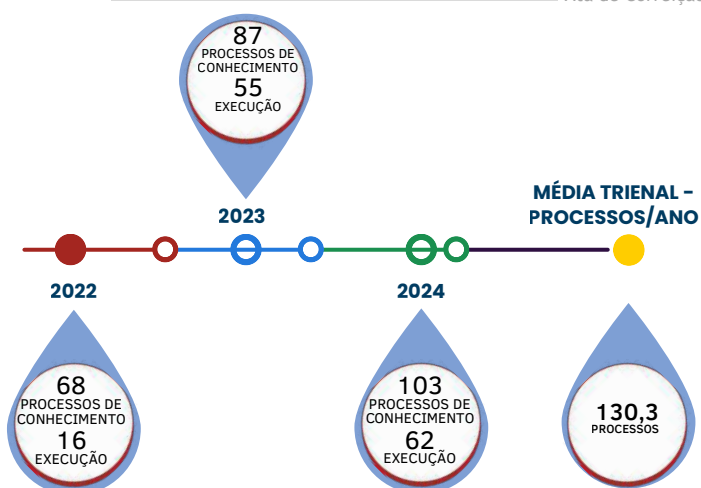 87
PROCESSOS DE
CONHECIMENTO
55
EXECUÇÃO
MÉDIA TRIENAL -
PROCESSOS/ANO
2023
2022
2024
68
PROCESSOS DE
CONHECIMENTO
16
EXECUÇÃO
103
PROCESSOS DE
CONHECIMENTO
62
EXECUÇÃO
130,3
PROCESSOS